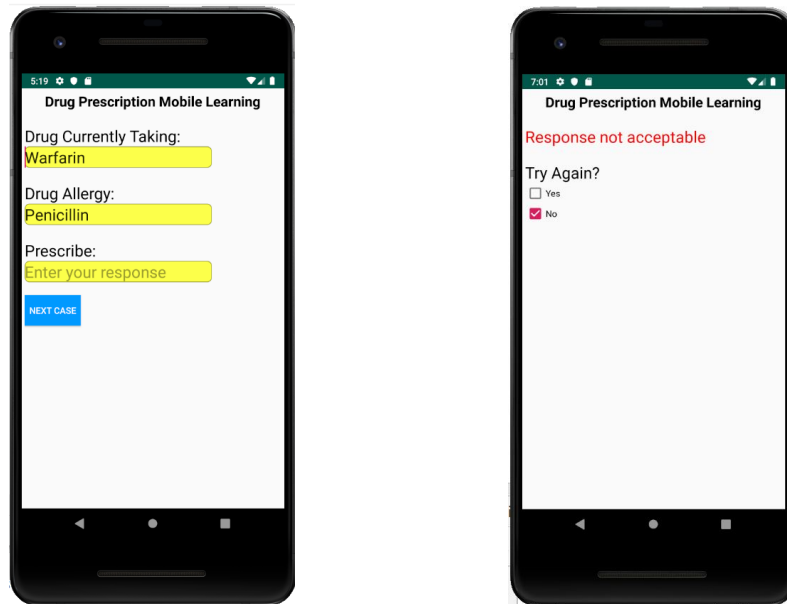 5:19
Drug Prescription Mobile Learning
Drug Currently Taking:
Warfarin
Drug Allergy:
Penicillin
Prescribe:
Enter your response
NEXT CASE
7:01
Drug Prescription Mobile Learning
Response not acceptable
Try Again?
Yes
No